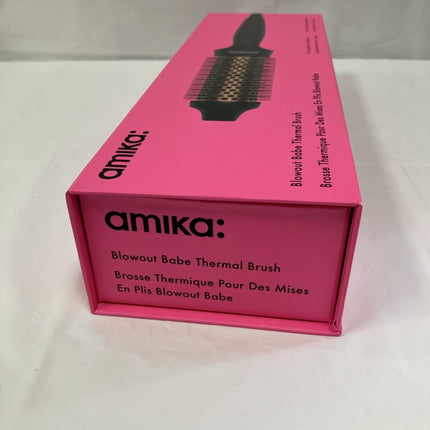 amika:
Blowout Babe Thermal Brush
Brosse Thermique Pour Des Mises En Plis Blowout Babe
amika:
Blowout Babe Thermal Brush
Brosse Thermique Pour Des Mises
En Plis Blowout Babe